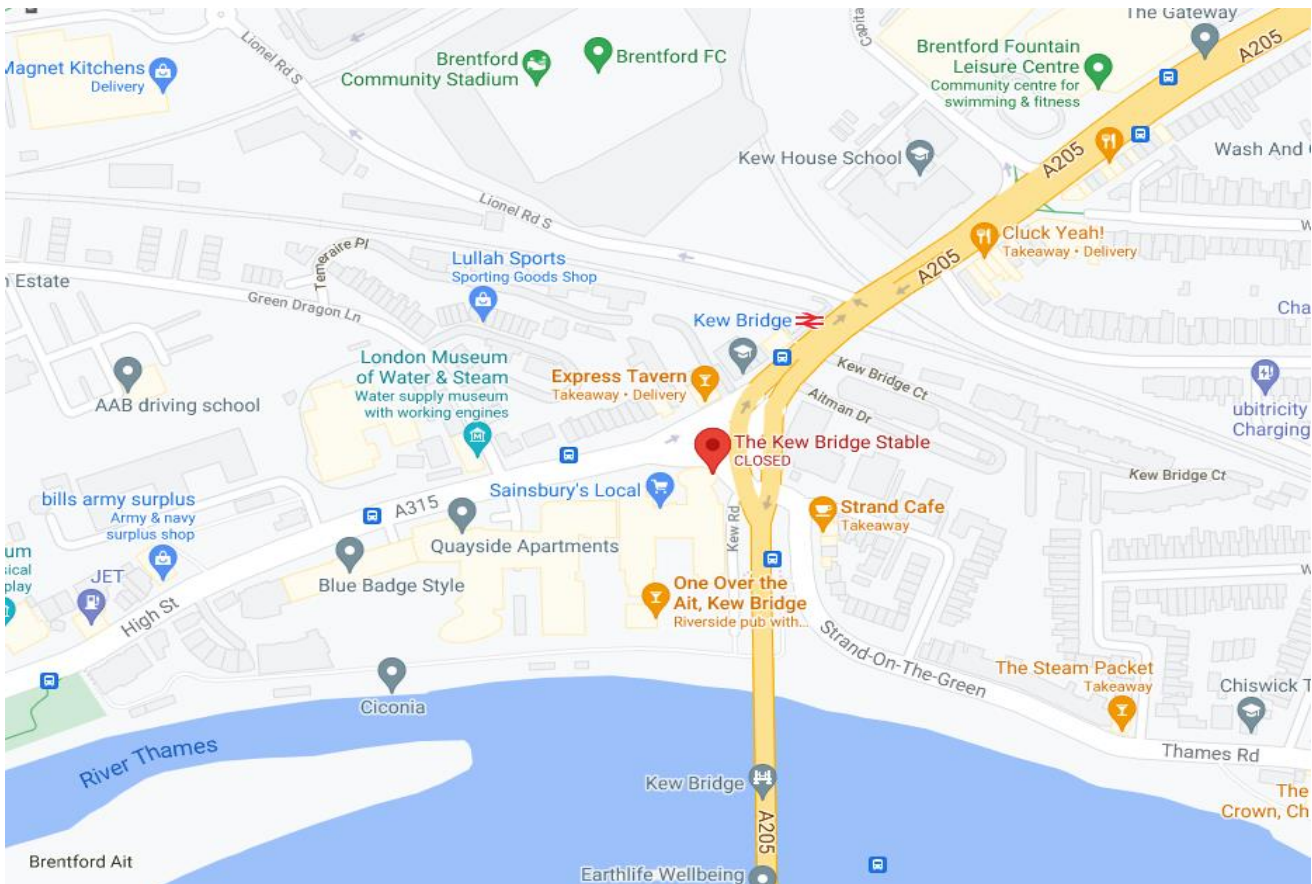 The Gateway
A205
Lionel Rd S
Capital
Magnet Kitchens
Delivery
Brentford
Community Stadium
Brentford FC
Brentford Fountain
Leisure Centre
Community centre for
swimming & fitness
Kew House School
A205
Wash And
Lionel Rd S
Cluck Yeah!
Takeaway • Delivery
A205
Temeraire Pl
Lullah Sports
Sporting Goods Shop
Estate
Green Dragon Ln
Kew Bridge
London Museum
of Water & Steam
Water supply museum
with working engines
Express Tavern
Takeaway • Delivery
Kew Bridge Ct
Aitman Dr
AAB driving school
ubitricity
Charging
The Kew Bridge Stable
CLOSED
Kew Bridge Ct
Sainsbury's Local
bills army surplus
Army & navy
surplus shop
A315
Quayside Apartments
Strand Cafe
Takeaway
Kew Rd
JET
Blue Badge Style
High St
One Over the
Ait, Kew Bridge
Riverside pub with...
Strand-On-The-Green
The Steam Packet
Takeaway
Chiswick T
Ciconia
River Thames
Thames Rd
Kew Bridge
The
Crown, Ch
A205
Brentford Ait
Earthlife Wellbeing